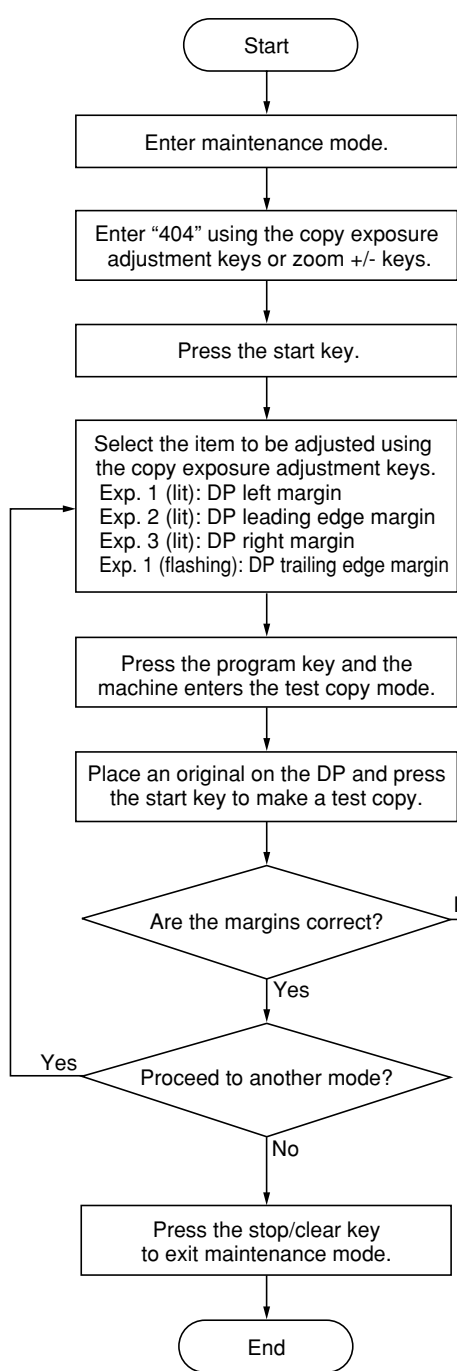 Start
Enter maintenance mode.
Enter “404” using the copy exposure
adjustment keys or zoom +/- keys.
Press the start key.
Select the item to be adjusted using
the copy exposure adjustment keys.
Exp. 1 (lit): DP left margin
Exp. 2 (lit): DP leading edge margin
Exp. 3 (lit): DP right margin
Exp. 1 (flashing): DP trailing edge margin
Press the program key and the
machine enters the test copy mode.
Place an original on the DP and press
the start key to make a test copy.
Are the margins correct?
Yes
Yes
Proceed to another mode?
No
Press the stop/clear key
to exit maintenance mode.
End